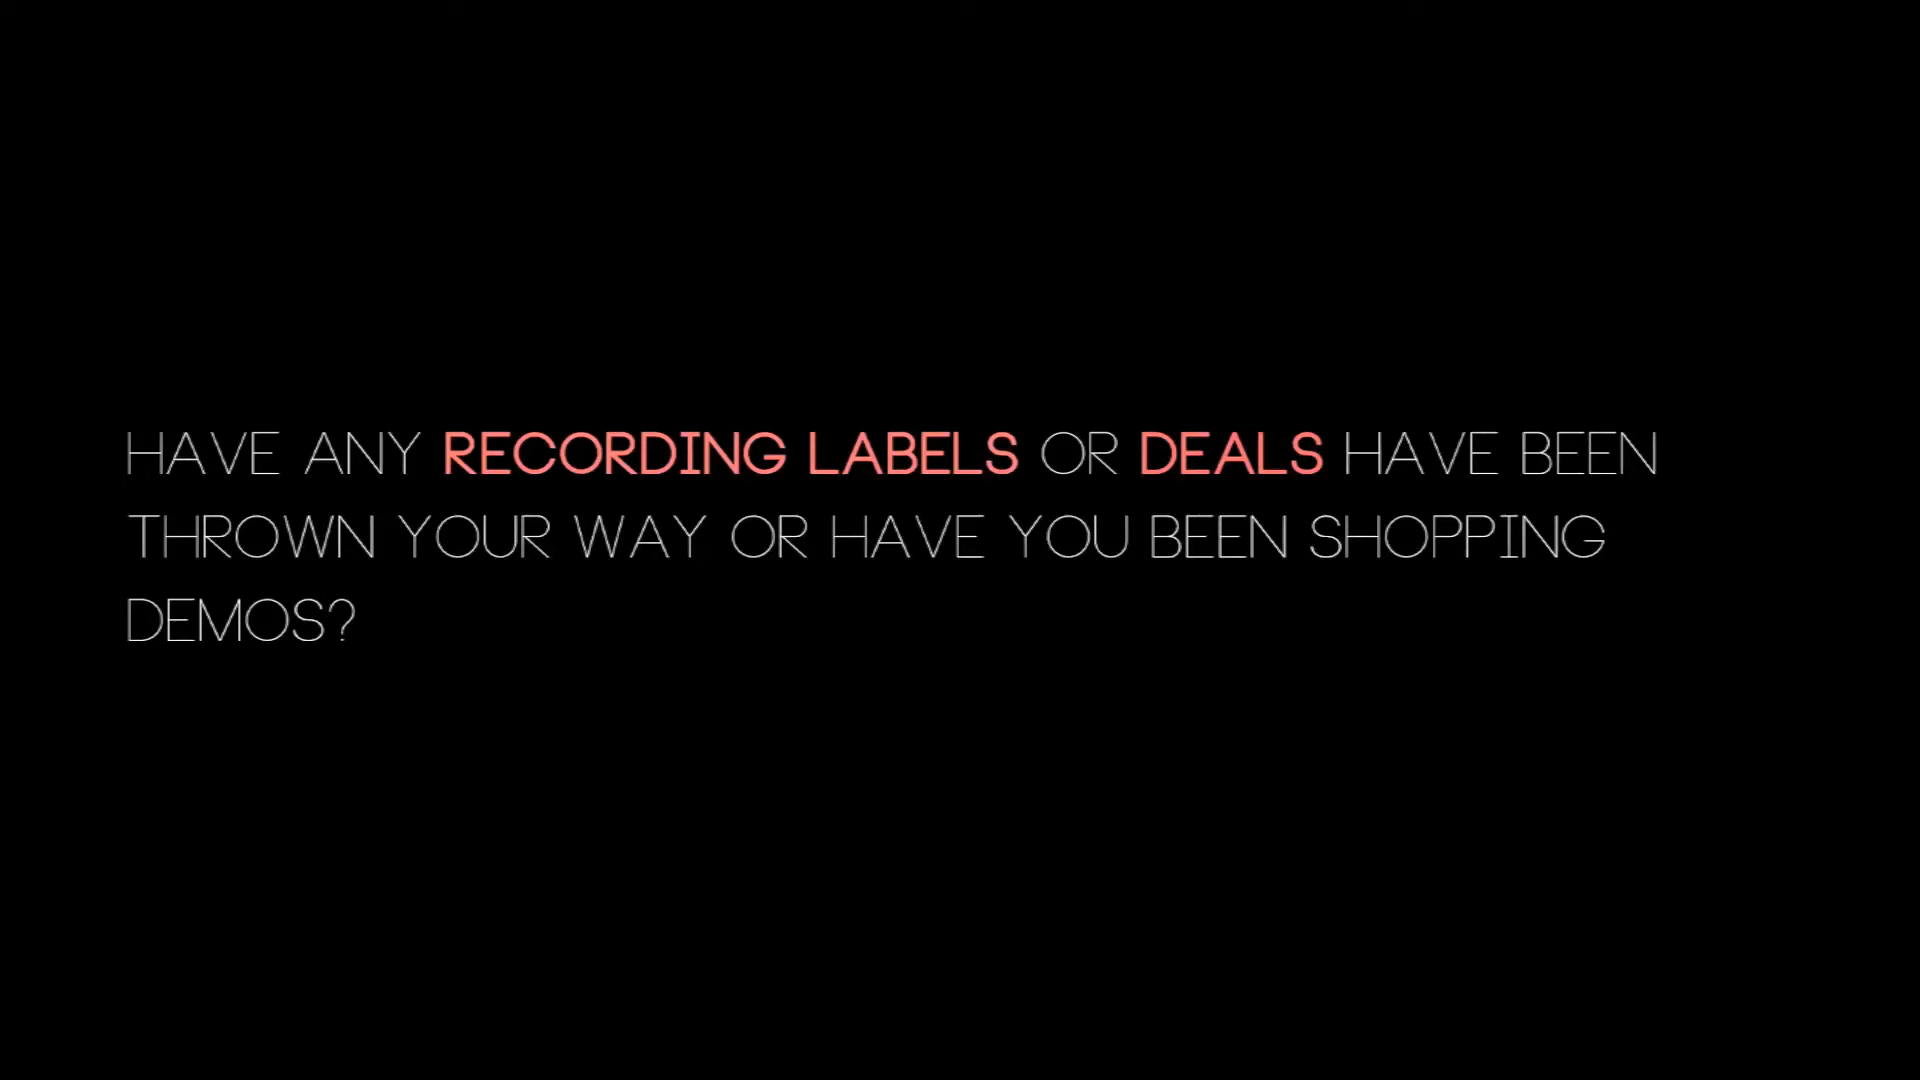 HAVE ANY RECORDING LABELS OR DEALS HAVE BEEN
THROWN YOUR WAY OR HAVE YOU BEEN SHOPPING
DEMOS?